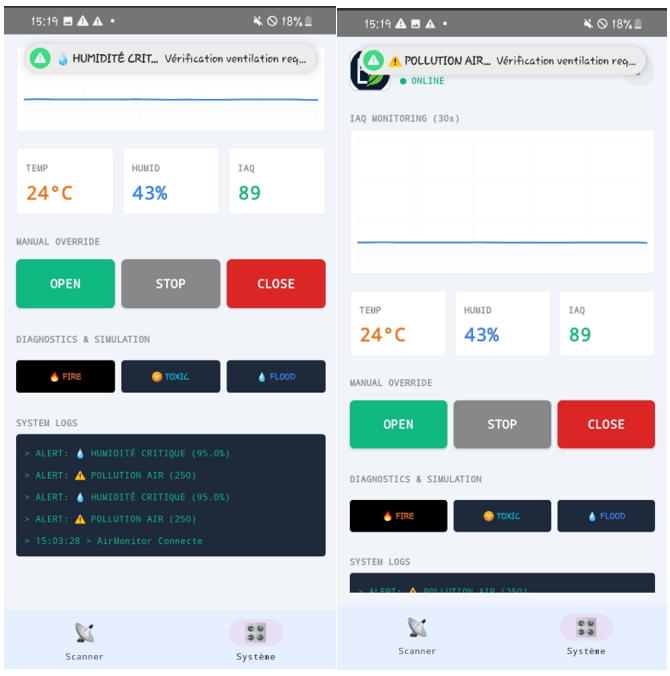 15:19
18%
💧 HUMIDITÉ CRIT... Vérification ventilation req...
TEMP HUMID IAQ
24°C 43% 89
MANUAL OVERRIDE
OPEN STOP CLOSE
DIAGNOSTICS & SIMULATION
🔥 FIRE TOXIC 💧 FLOOD
SYSTEM LOGS
> ALERT: 💧 HUMIDITÉ CRITIQUE (95.0%)
> ALERT: ⚠️ POLLUTION AIR (250)
> ALERT: 💧 HUMIDITÉ CRITIQUE (95.0%)
> ALERT: ⚠️ POLLUTION AIR (250)
> 15:03:28 > AirMonitor Connecte
Scanner Système
15:19
18%
⚠️ POLLUTION AIR... Vérification ventilation req...
● ONLINE
IAQ MONITORING (30s)
TEMP HUMID IAQ
24°C 43% 89
MANUAL OVERRIDE
OPEN STOP CLOSE
DIAGNOSTICS & SIMULATION
🔥 FIRE TOXIC 💧 FLOOD
SYSTEM LOGS
> ALERT: ⚠️ POLLUTION AIR (250)
Scanner Système